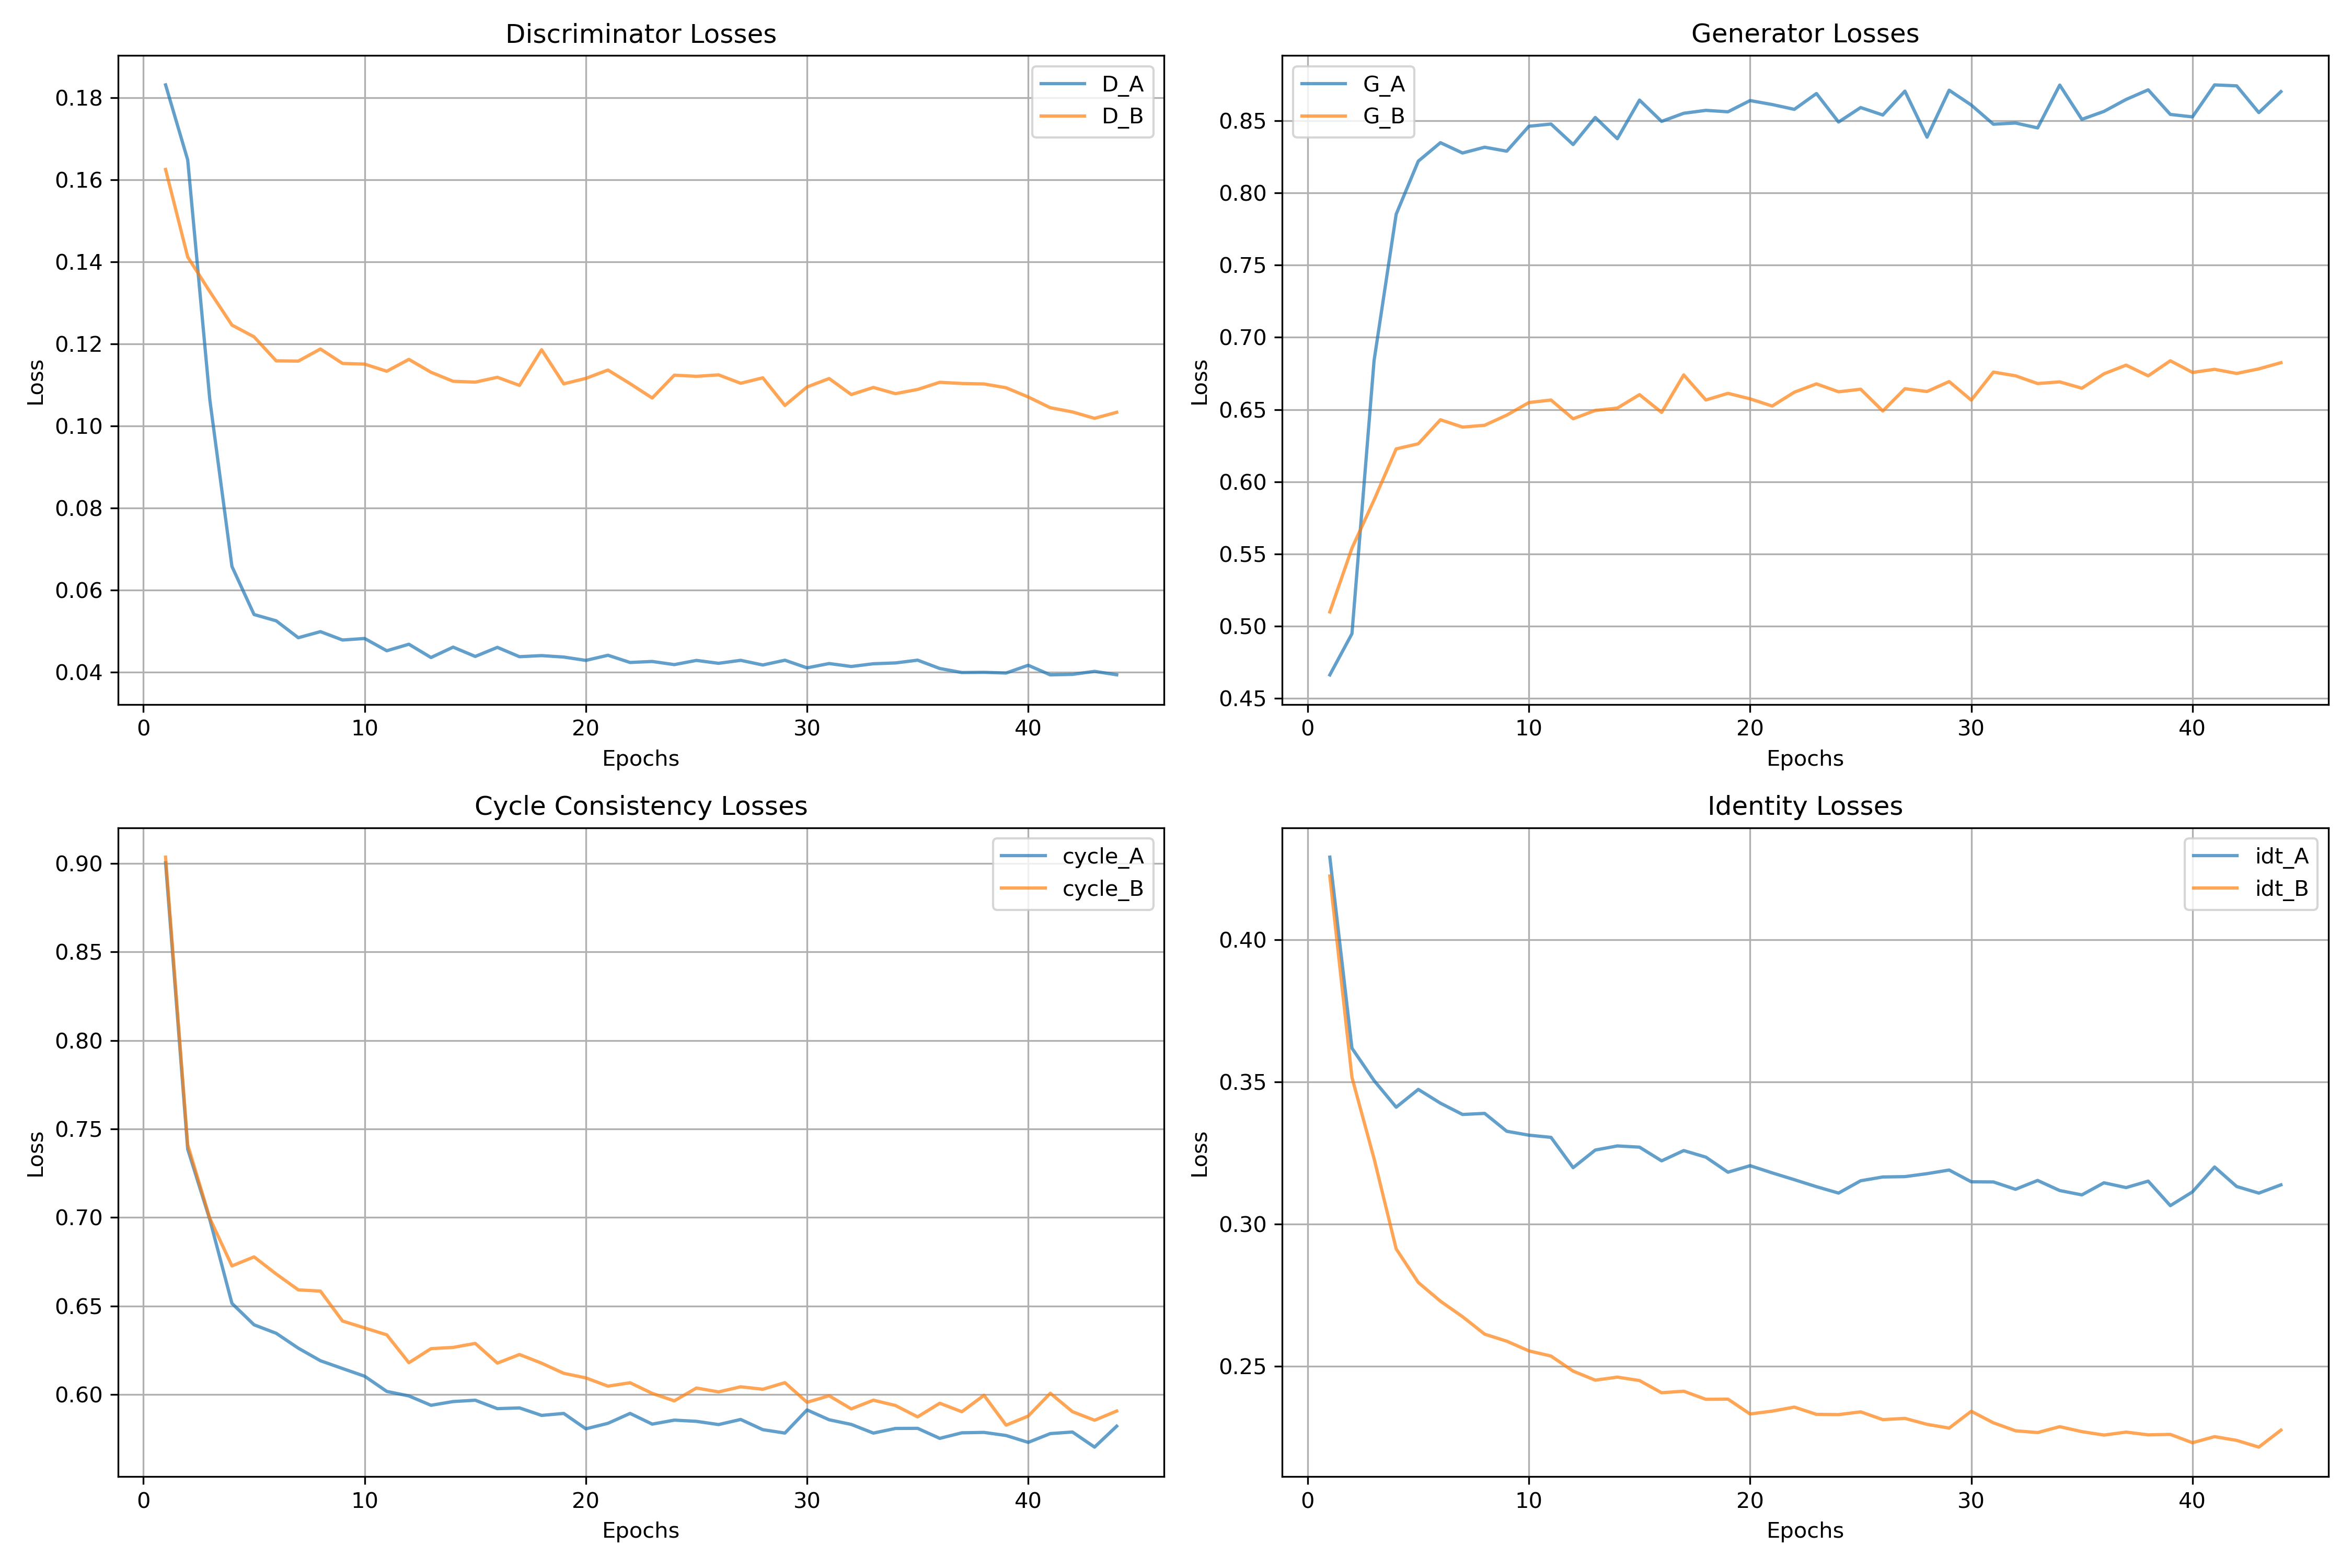 Discriminator Losses
D_A
D_B
0.18
0.16
0.14
0.12
0.10
0.08
0.06
0.04
Loss
0 10 20 30 40
Epochs
Generator Losses
G_A
G_B
0.85
0.80
0.75
0.70
0.65
0.60
0.55
0.50
0.45
Loss
0 10 20 30 40
Epochs
Cycle Consistency Losses
cycle_A
cycle_B
0.90
0.85
0.80
0.75
0.70
0.65
0.60
Loss
0 10 20 30 40
Epochs
Identity Losses
idt_A
idt_B
0.40
0.35
0.30
0.25
Loss
0 10 20 30 40
Epochs